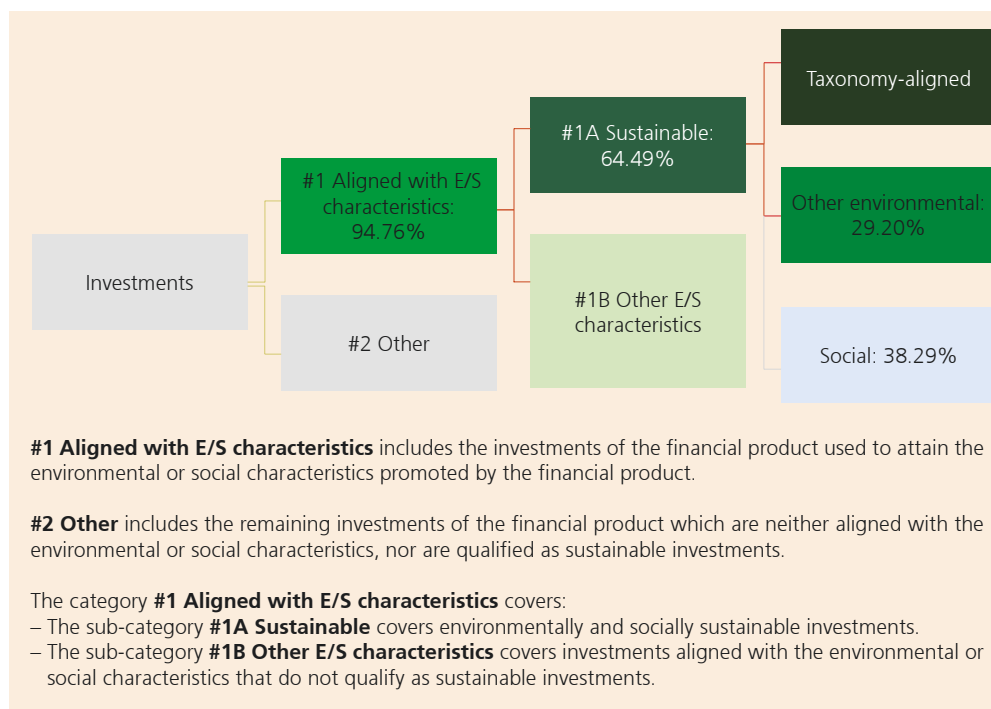 Taxonomy-aligned
#1A Sustainable:
64.49%
#1 Aligned with E/S
characteristics:
94.76%
Other environmental:
29.20%
Investments
#1B Other E/S
characteristics
#2 Other
Social: 38.29%
#1 Aligned with E/S characteristics includes the investments of the financial product used to attain the
environmental or social characteristics promoted by the financial product.
#2 Other includes the remaining investments of the financial product which are neither aligned with the
environmental or social characteristics, nor are qualified as sustainable investments.
The category #1 Aligned with E/S characteristics covers:
– The sub-category #1A Sustainable covers environmentally and socially sustainable investments.
– The sub-category #1B Other E/S characteristics covers investments aligned with the environmental or
social characteristics that do not qualify as sustainable investments.